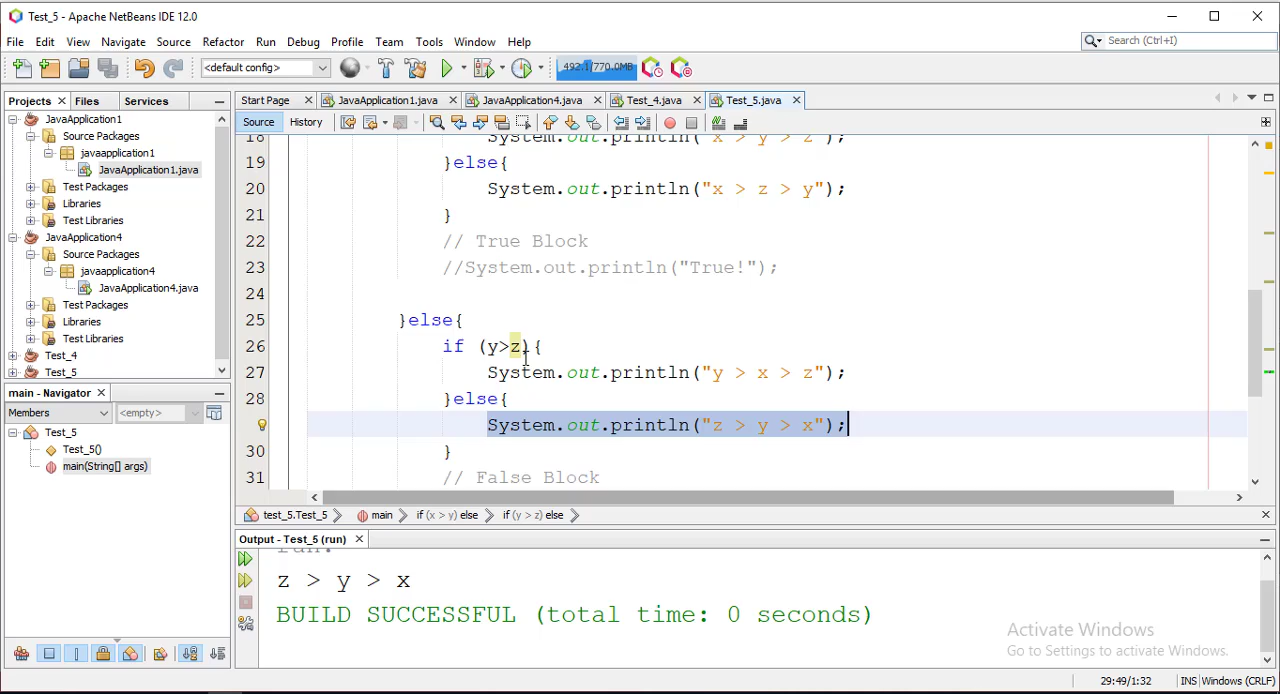 Test_5 - Apache NetBeans IDE 12.0
File Edit View Navigate Source Refactor Run Debug Profile Team Tools Window Help
Search (Ctrl+I)
<default config>
492.1/770.0MB
Projects Files Services
Start Page JavaApplication1.java JavaApplication4.java Test_4.java Test_5.java
Source History
JavaApplication1
Source Packages
javaapplication1
JavaApplication1.java
Test Packages
Libraries
Test Libraries
JavaApplication4
Source Packages
javaapplication4
JavaApplication4.java
Test Packages
Libraries
Test Libraries
Test_4
Test_5
18 System.out.println("x > y > z");
19 }else{
20 System.out.println("x > z > y");
21 }
22 // True Block
23 //System.out.println("True!");
24
25 }else{
26 if (y>z){
27 System.out.println("y > x > z");
28 }else{
System.out.println("z > y > x");
30 }
31 // False Block
main - Navigator
Members <empty>
Test_5
Test_5()
main(String[] args)
test_5.Test_5 main if (x > y) else if (y > z) else
Output - Test_5 (run)
run:
z > y > x
BUILD SUCCESSFUL (total time: 0 seconds)
Activate Windows
Go to Settings to activate Windows.
29:49/1:32 INS Windows (CRLF)